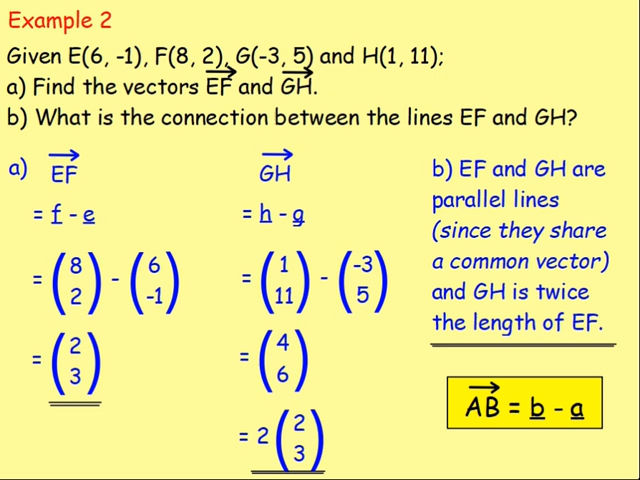 Example 2
Given E(6, -1), F(8, 2), G(-3, 5) and H(1, 11);
a) Find the vectors EF and GH.
b) What is the connection between the lines EF and GH?
a) EF
= f - e
= (8 2) - (6 -1)
= (2 3)
GH
= h - g
= (1 11) - (-3 5)
= (4 6)
= 2 (2 3)
b) EF and GH are
parallel lines
(since they share
a common vector)
and GH is twice
the length of EF.
AB = b - a